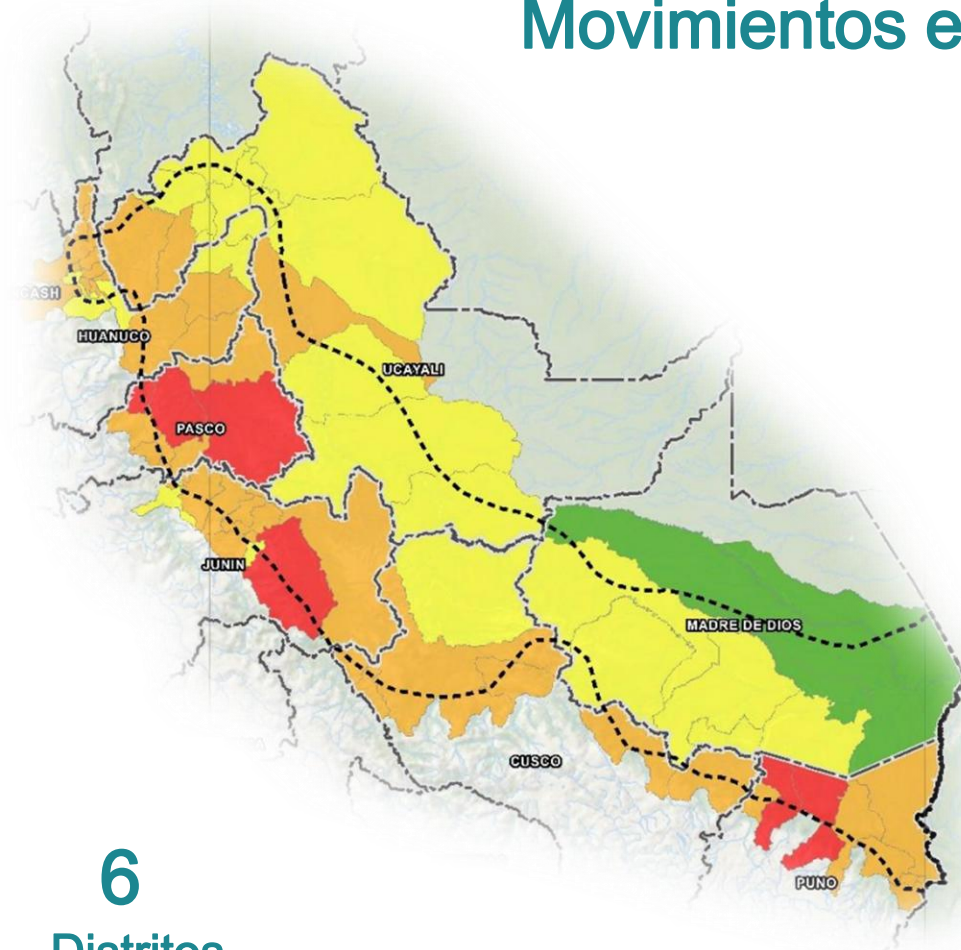 Movimientos e
CASH
HUANUCO
UCAYALI
PASCO
JUNIN
MADRE DE DIOS
CUSCO
PUNO
6
Distritos